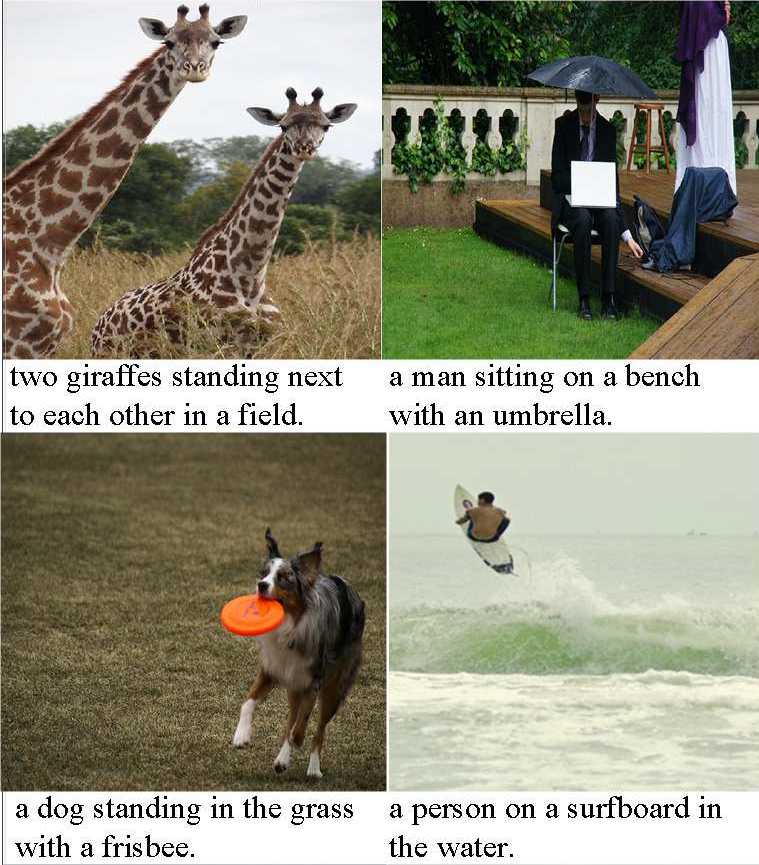 two giraffes standing next
to each other in a field.
a man sitting on a bench
with an umbrella.
a dog standing in the grass
with a frisbee.
a person on a surfboard in
the water.